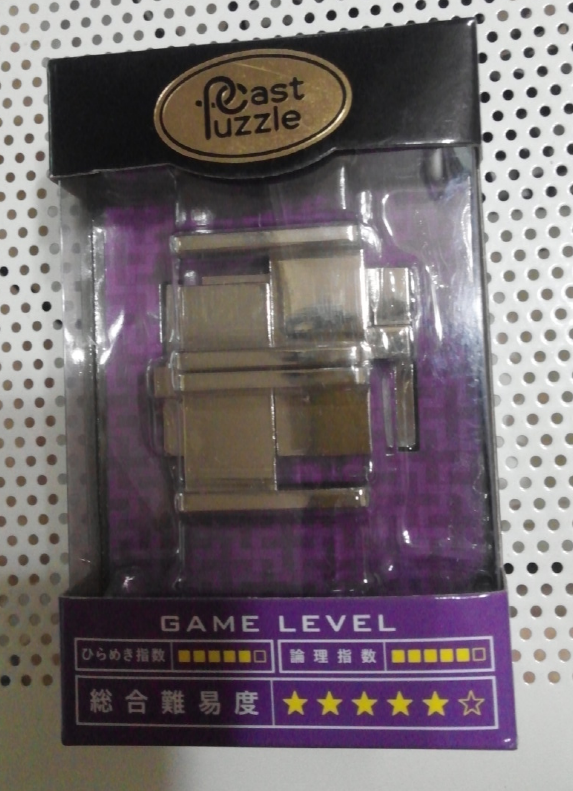 Cast
Puzzle
GAME LEVEL
ひらめき指数 ■■■■■□ 論理指数 ■■■■■□
総合難易度 ★★★★★☆